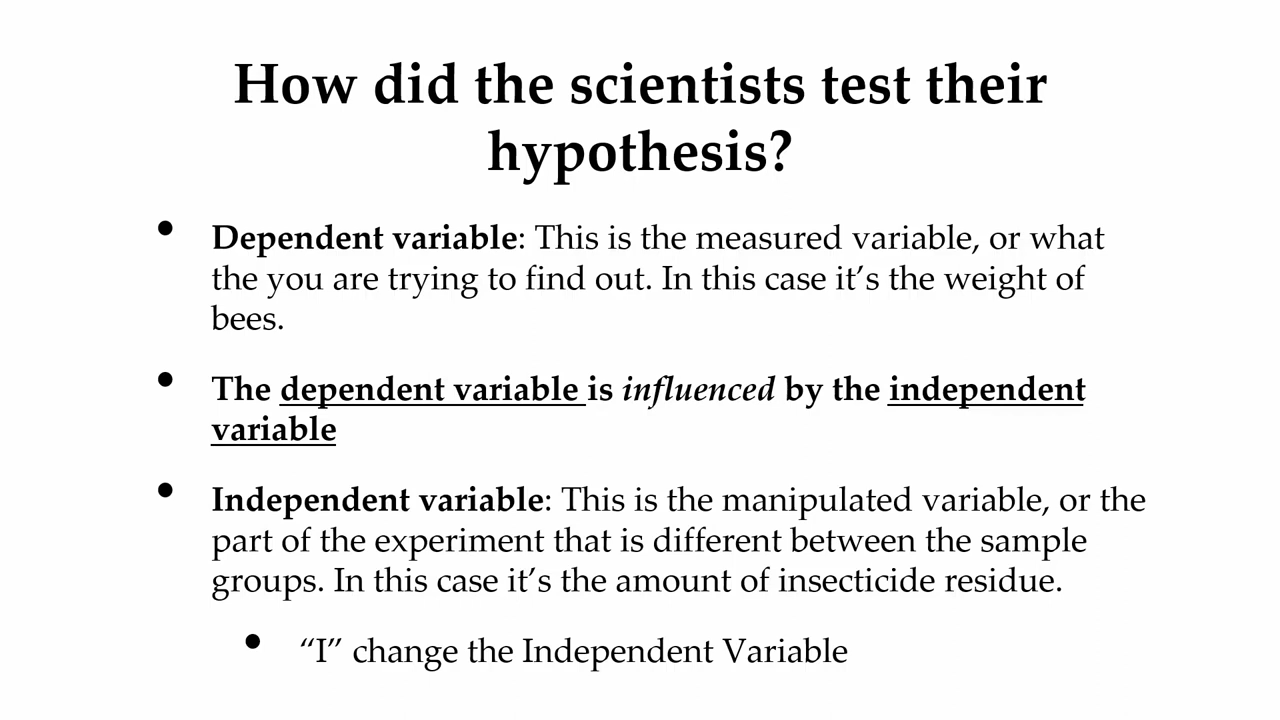 How did the scientists test their
hypothesis?
• Dependent variable: This is the measured variable, or what
the you are trying to find out. In this case it’s the weight of
bees.
• The dependent variable is influenced by the independent
variable
• Independent variable: This is the manipulated variable, or the
part of the experiment that is different between the sample
groups. In this case it’s the amount of insecticide residue.
• “I” change the Independent Variable